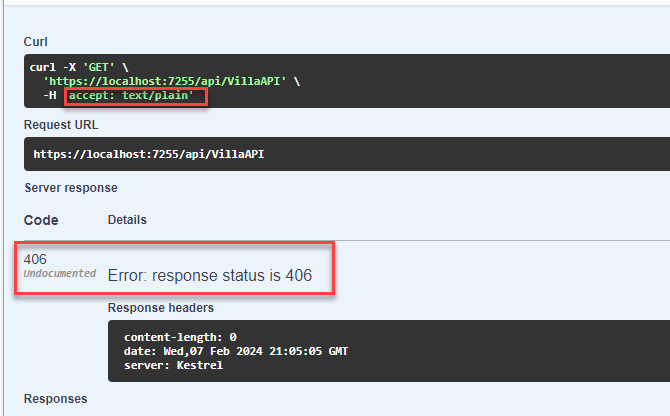 Curl
curl -X 'GET' \
'https://localhost:7255/api/VillaAPI' \
-H 'accept: text/plain'
Request URL
https://localhost:7255/api/VillaAPI
Server response
Code Details
406
Undocumented
Error: response status is 406
Response headers
content-length: 0
date: Wed,07 Feb 2024 21:05:05 GMT
server: Kestrel
Responses